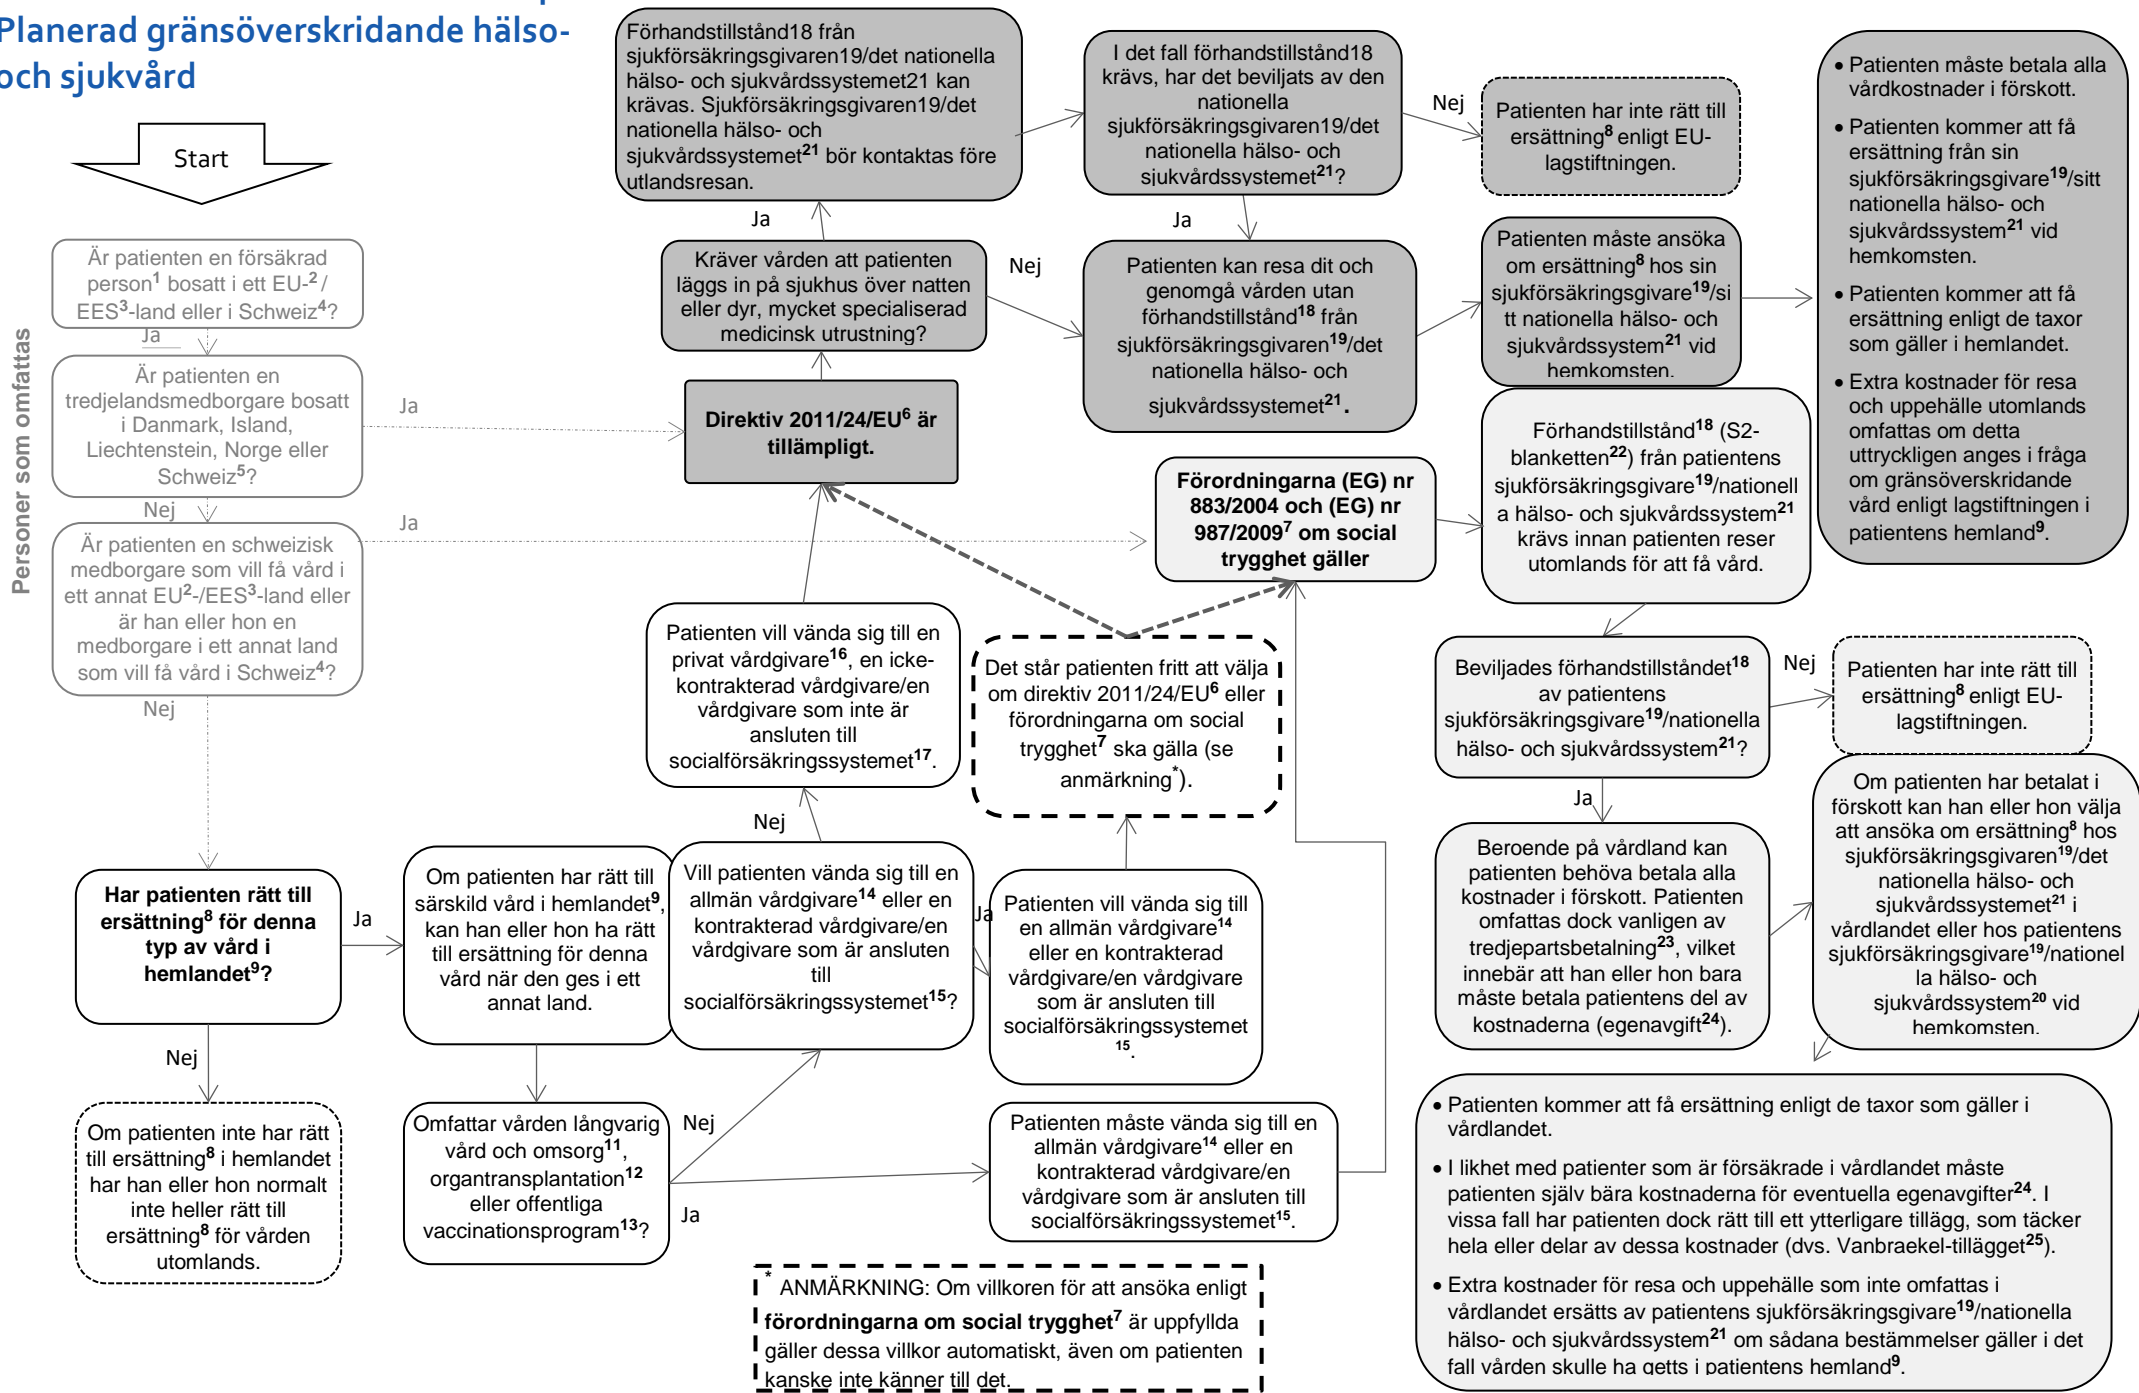 Planerad gränsöverskridande hälso-
och sjukvård
Start
Personer som omfattas
Är patienten en försäkrad
person1 bosatt i ett EU-2 /
EES3-land eller i Schweiz4?
Ja
Är patienten en
tredjelandsmedborgare bosatt
i Danmark, Island,
Liechtenstein, Norge eller
Schweiz5?
Ja
Nej
Är patienten en schweizisk
medborgare som vill få vård i
ett annat EU2-/EES3-land eller
är han eller hon en
medborgare i ett annat land
som vill få vård i Schweiz4?
Ja
Nej
Har patienten rätt till
ersättning8 för denna
typ av vård i
hemlandet9?
Ja
Nej
Om patienten inte har rätt
till ersättning8 i hemlandet
har han eller hon normalt
inte heller rätt till
ersättning8 för vården
utomlands.
Om patienten har rätt till
särskild vård i hemlandet9,
kan han eller hon ha rätt
till ersättning för denna
vård när den ges i ett
annat land.
Omfattar vården långvarig
vård och omsorg11,
organtransplantation12
eller offentliga
vaccinationsprogram13?
Nej
Ja
Vill patienten vända sig till en
allmän vårdgivare14 eller en
kontrakterad vårdgivare/en
vårdgivare som är ansluten
till
socialförsäkringssystemet15?
Nej
Ja
Patienten vill vända sig till en
privat vårdgivare16, en icke-
kontrakterad vårdgivare/en
vårdgivare som inte är
ansluten till
socialförsäkringssystemet17.
Patienten vill vända sig till
en allmän vårdgivare14
eller en kontrakterad
vårdgivare/en vårdgivare
som är ansluten till
socialförsäkringssystemet
15.
Patienten måste vända sig till en
allmän vårdgivare14 eller en
kontrakterad vårdgivare/en
vårdgivare som är ansluten till
socialförsäkringssystemet15.
Det står patienten fritt att välja
om direktiv 2011/24/EU6 eller
förordningarna om social
trygghet7 ska gälla (se
anmärkning*).
* ANMÄRKNING: Om villkoren för att ansöka enligt
förordningarna om social trygghet7 är uppfyllda
gäller dessa villkor automatiskt, även om patienten
kanske inte känner till det.
Direktiv 2011/24/EU6 är
tillämpligt.
Kräver vården att patienten
läggs in på sjukhus över natten
eller dyr, mycket specialiserad
medicinsk utrustning?
Ja
Nej
Förhandstillstånd18 från
sjukförsäkringsgivaren19/det nationella
hälso- och sjukvårdssystemet21 kan
krävas. Sjukförsäkringsgivaren19/det
nationella hälso- och
sjukvårdssystemet21 bör kontaktas före
utlandsresan.
I det fall förhandstillstånd18
krävs, har det beviljats av den
nationella
sjukförsäkringsgivaren19/det
nationella hälso- och
sjukvårdssystemet21?
Nej
Ja
Patienten har inte rätt till
ersättning8 enligt EU-
lagstiftningen.
Patienten kan resa dit och
genomgå vården utan
förhandstillstånd18 från
sjukförsäkringsgivaren19/det
nationella hälso- och
sjukvårdssystemet21.
Patienten måste ansöka
om ersättning8 hos sin
sjukförsäkringsgivare19/si
tt nationella hälso- och
sjukvårdssystem21 vid
hemkomsten.
• Patienten måste betala alla
vårdkostnader i förskott.
• Patienten kommer att få
ersättning från sin
sjukförsäkringsgivare19/sitt
nationella hälso- och
sjukvårdssystem21 vid
hemkomsten.
• Patienten kommer att få
ersättning enligt de taxor
som gäller i hemlandet.
• Extra kostnader för resa
och uppehälle utomlands
omfattas om detta
uttryckligen anges i fråga
om gränsöverskridande
vård enligt lagstiftningen i
patientens hemland9.
Förordningarna (EG) nr
883/2004 och (EG) nr
987/20097 om social
trygghet gäller
Förhandstillstånd18 (S2-
blanketten22) från patientens
sjukförsäkringsgivare19/nationell
a hälso- och sjukvårdssystem21
krävs innan patienten reser
utomlands för att få vård.
Beviljades förhandstillståndet18
av patientens
sjukförsäkringsgivare19/nationella
hälso- och sjukvårdssystem21?
Nej
Ja
Patienten har inte rätt till
ersättning8 enligt EU-
lagstiftningen.
Beroende på vårdland kan
patienten behöva betala alla
kostnader i förskott. Patienten
omfattas dock vanligen av
tredjepartsbetalning23, vilket
innebär att han eller hon bara
måste betala patientens del av
kostnaderna (egenavgift24).
Om patienten har betalat i
förskott kan han eller hon välja
att ansöka om ersättning8 hos
sjukförsäkringsgivaren19/det
nationella hälso- och
sjukvårdssystemet21 i
vårdlandet eller hos patientens
sjukförsäkringsgivare19/nationel
la hälso- och
sjukvårdssystem20 vid
hemkomsten.
• Patienten kommer att få ersättning enligt de taxor som gäller i
vårdlandet.
• I likhet med patienter som är försäkrade i vårdlandet måste
patienten själv bära kostnaderna för eventuella egenavgifter24. I
vissa fall har patienten dock rätt till ett ytterligare tillägg, som täcker
hela eller delar av dessa kostnader (dvs. Vanbraekel-tillägget25).
• Extra kostnader för resa och uppehälle som inte omfattas i
vårdlandet ersätts av patientens sjukförsäkringsgivare19/nationella
hälso- och sjukvårdssystem21 om sådana bestämmelser gäller i det
fall vården skulle ha getts i patientens hemland9.